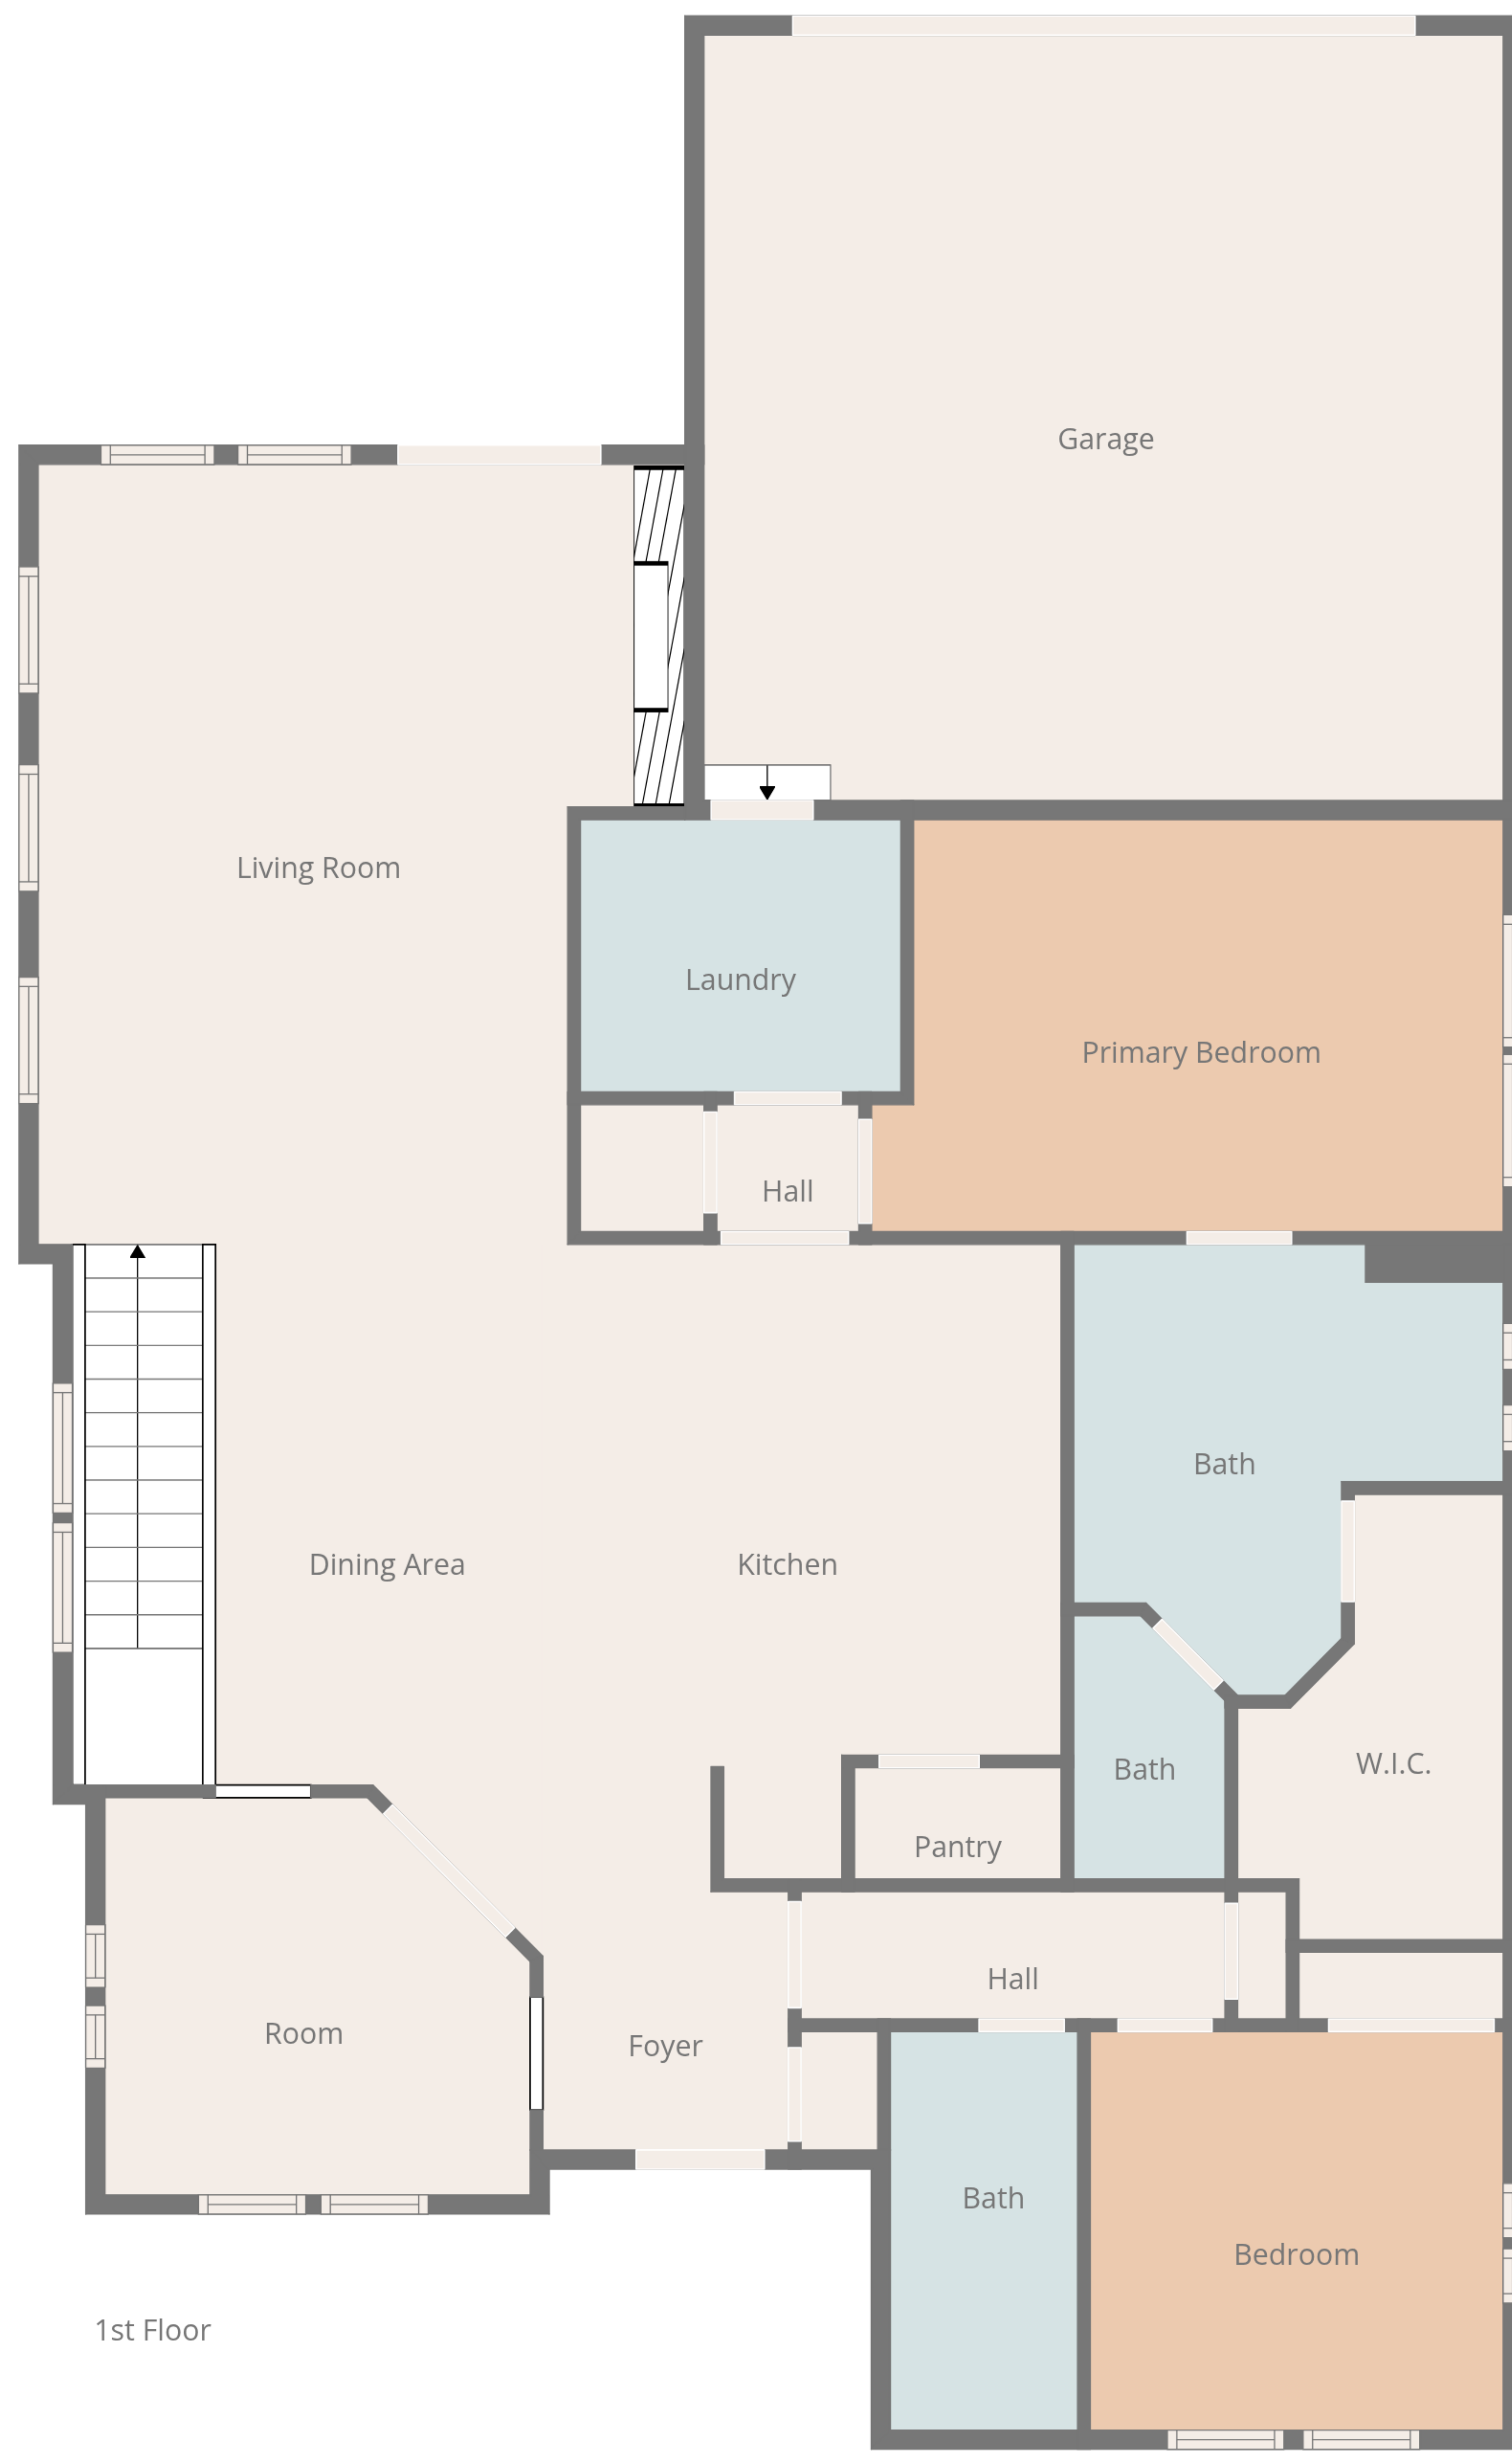 Garage
Living Room
Laundry
Primary Bedroom
Hall
Bath
Dining Area
Kitchen
W.I.C.
Bath
Pantry
Hall
Room
Foyer
Bath
Bedroom
1st Floor